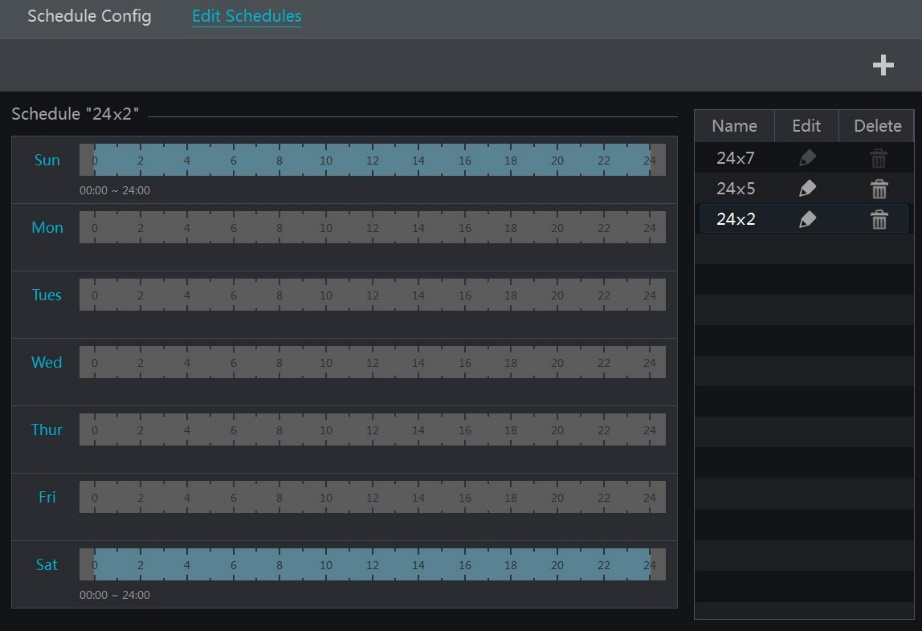 Schedule Config Edit Schedules
+
Schedule "24x2"
Name Edit Delete
Sun 0 2 4 6 8 10 12 14 16 18 20 22 24
00:00 ~ 24:00
24x7
24x5
24x2
Mon 0 2 4 6 8 10 12 14 16 18 20 22 24
Tues 0 2 4 6 8 10 12 14 16 18 20 22 24
Wed 0 2 4 6 8 10 12 14 16 18 20 22 24
Thur 0 2 4 6 8 10 12 14 16 18 20 22 24
Fri 0 2 4 6 8 10 12 14 16 18 20 22 24
Sat 0 2 4 6 8 10 12 14 16 18 20 22 24
00:00 ~ 24:00